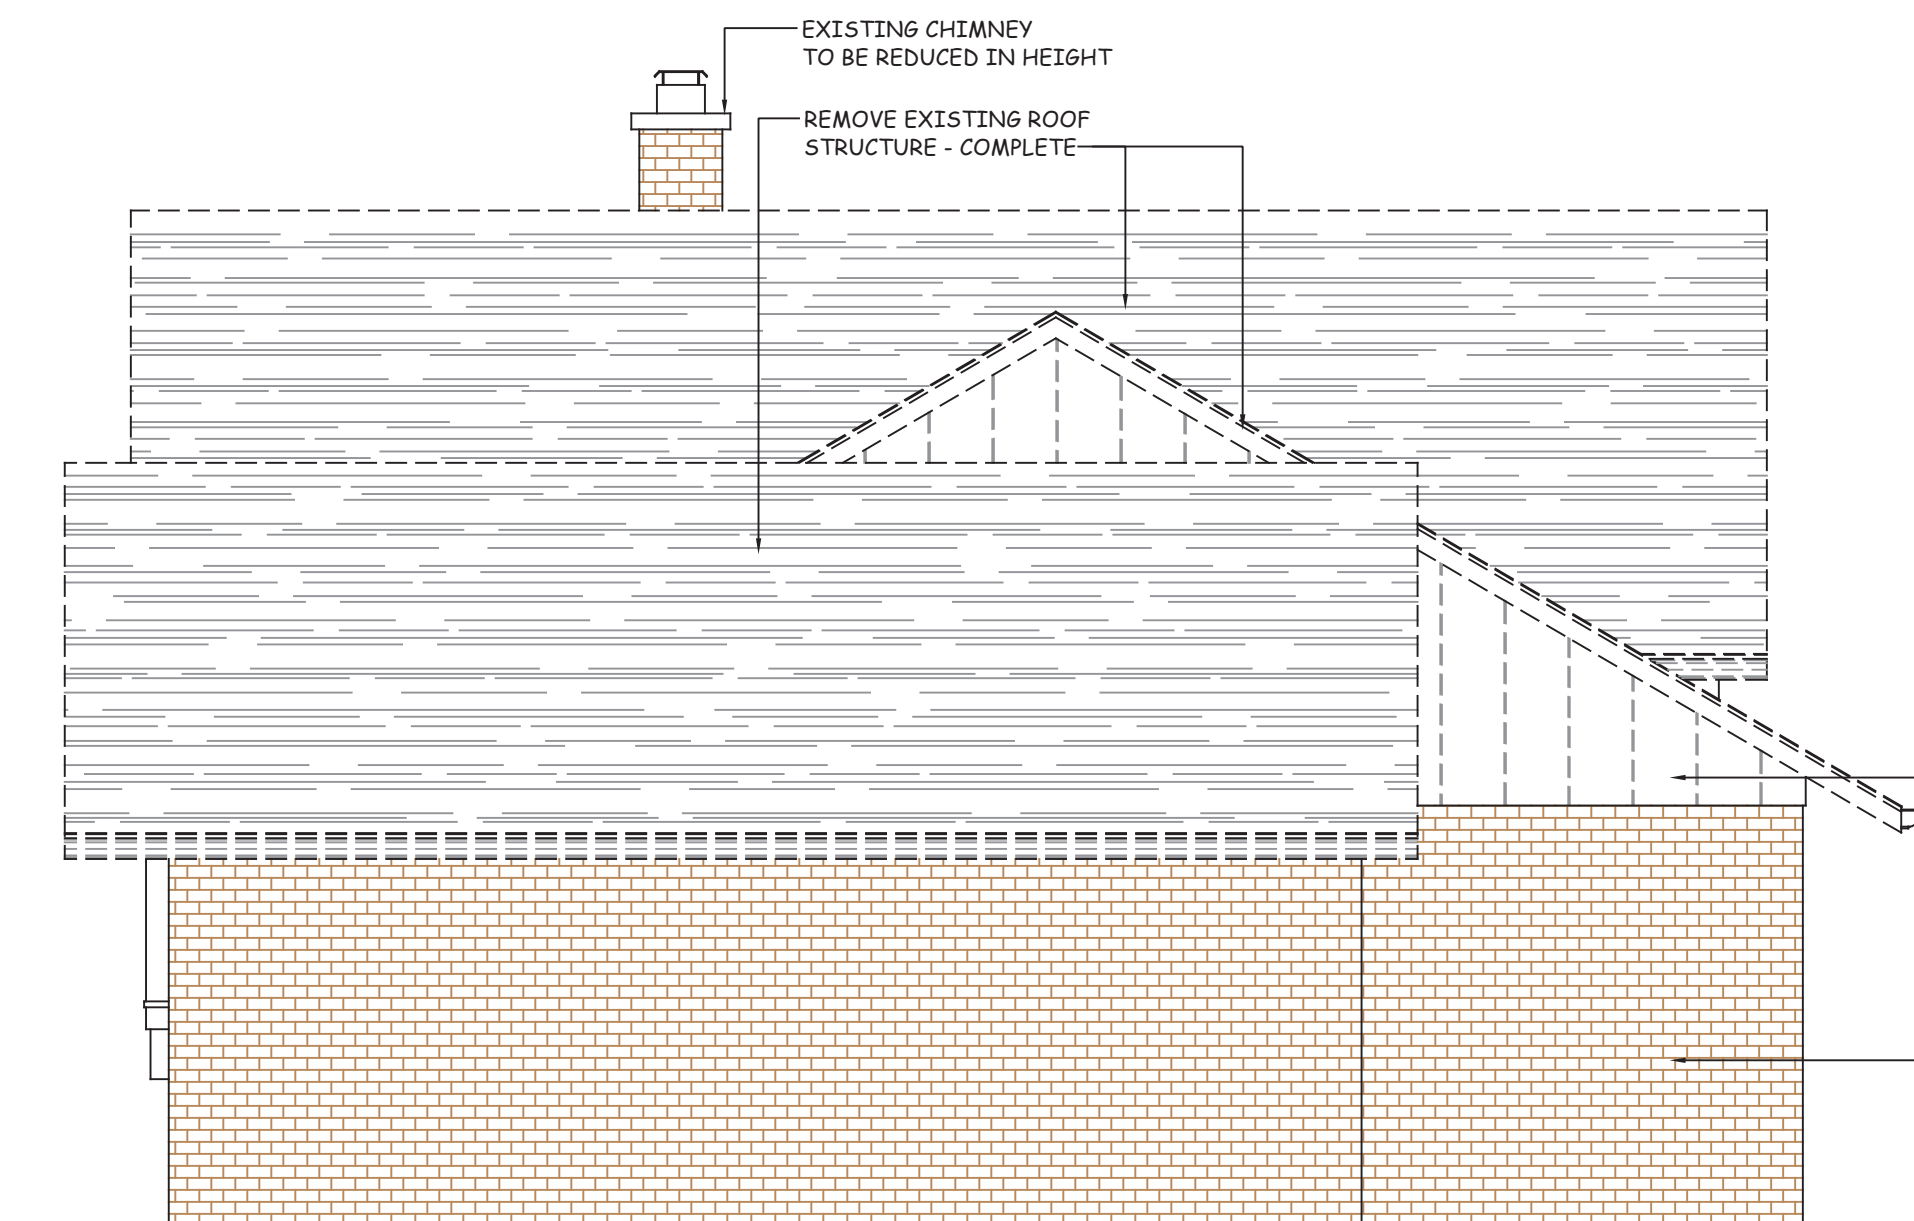 EXISTING CHIMNEY
TO BE REDUCED IN HEIGHT
REMOVE EXISTING ROOF
STRUCTURE - COMPLETE